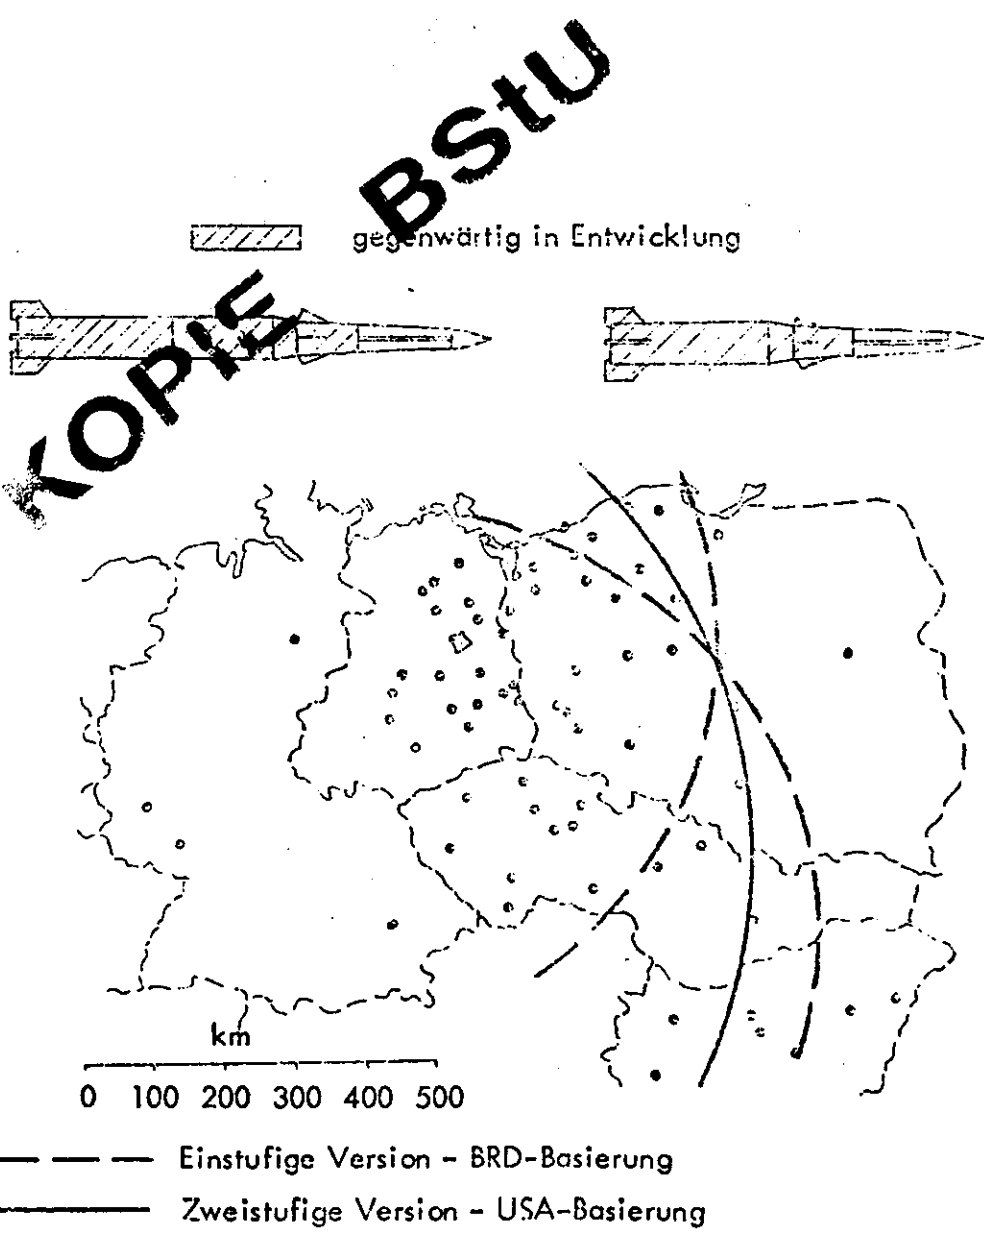 KOPIE BStU
gegenwärtig in Entwicklung
km
0 100 200 300 400 500
Einstufige Version - BRD-Basierung
Zweistufige Version - USA-Basierung